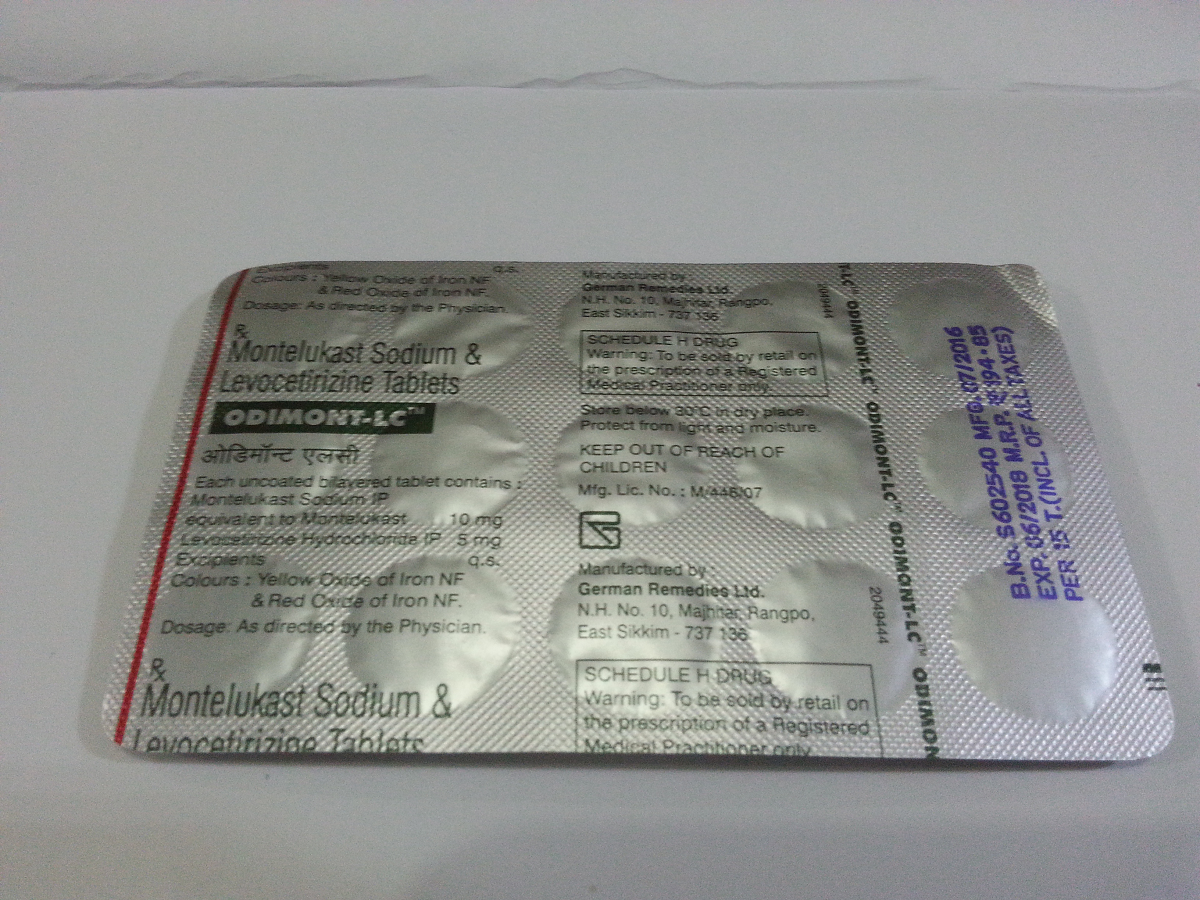 Excipients q.s.
Colours : Yellow Oxide of Iron NF
& Red Oxide of Iron NF.
Dosage: As directed by the Physician.
Rx
Montelukast Sodium &
Levocetirizine Tablets
ODIMONT-LC™
ओडिमॉन्ट एलसी
Each uncoated bilayered tablet contains :
Montelukast Sodium IP
equivalent to Montelukast 10 mg
Levocetirizine Hydrochloride IP 5 mg
Excipients q.s.
Colours : Yellow Oxide of Iron NF
& Red Oxide of Iron NF.
Dosage: As directed by the Physician.
Rx
Montelukast Sodium &
Levocetirizine Tablets
Manufactured by :
German Remedies Ltd.
N.H. No. 10, Majhitar, Rangpo,
East Sikkim - 737 136
SCHEDULE H DRUG
Warning: To be sold by retail on
the prescription of a Registered
Medical Practitioner only.
Store below 30°C in dry place.
Protect from light and moisture.
KEEP OUT OF REACH OF
CHILDREN
Mfg. Lic. No. : M/446/07
Manufactured by :
German Remedies Ltd.
N.H. No. 10, Majhitar, Rangpo,
East Sikkim - 737 136
SCHEDULE H DRUG
Warning: To be sold by retail on
the prescription of a Registered
Medical Practitioner only.
2049444
2049444
T-LC™ ODIMONT-LC™ ODIMONT-LC™ ODIMONT-LC™ ODIMON
B.No. S602540 MFG. 07/2016
EXP. 06/2018 M.R.P. ₹ 194.85
PER 15 T.(INCL. OF ALL TAXES)